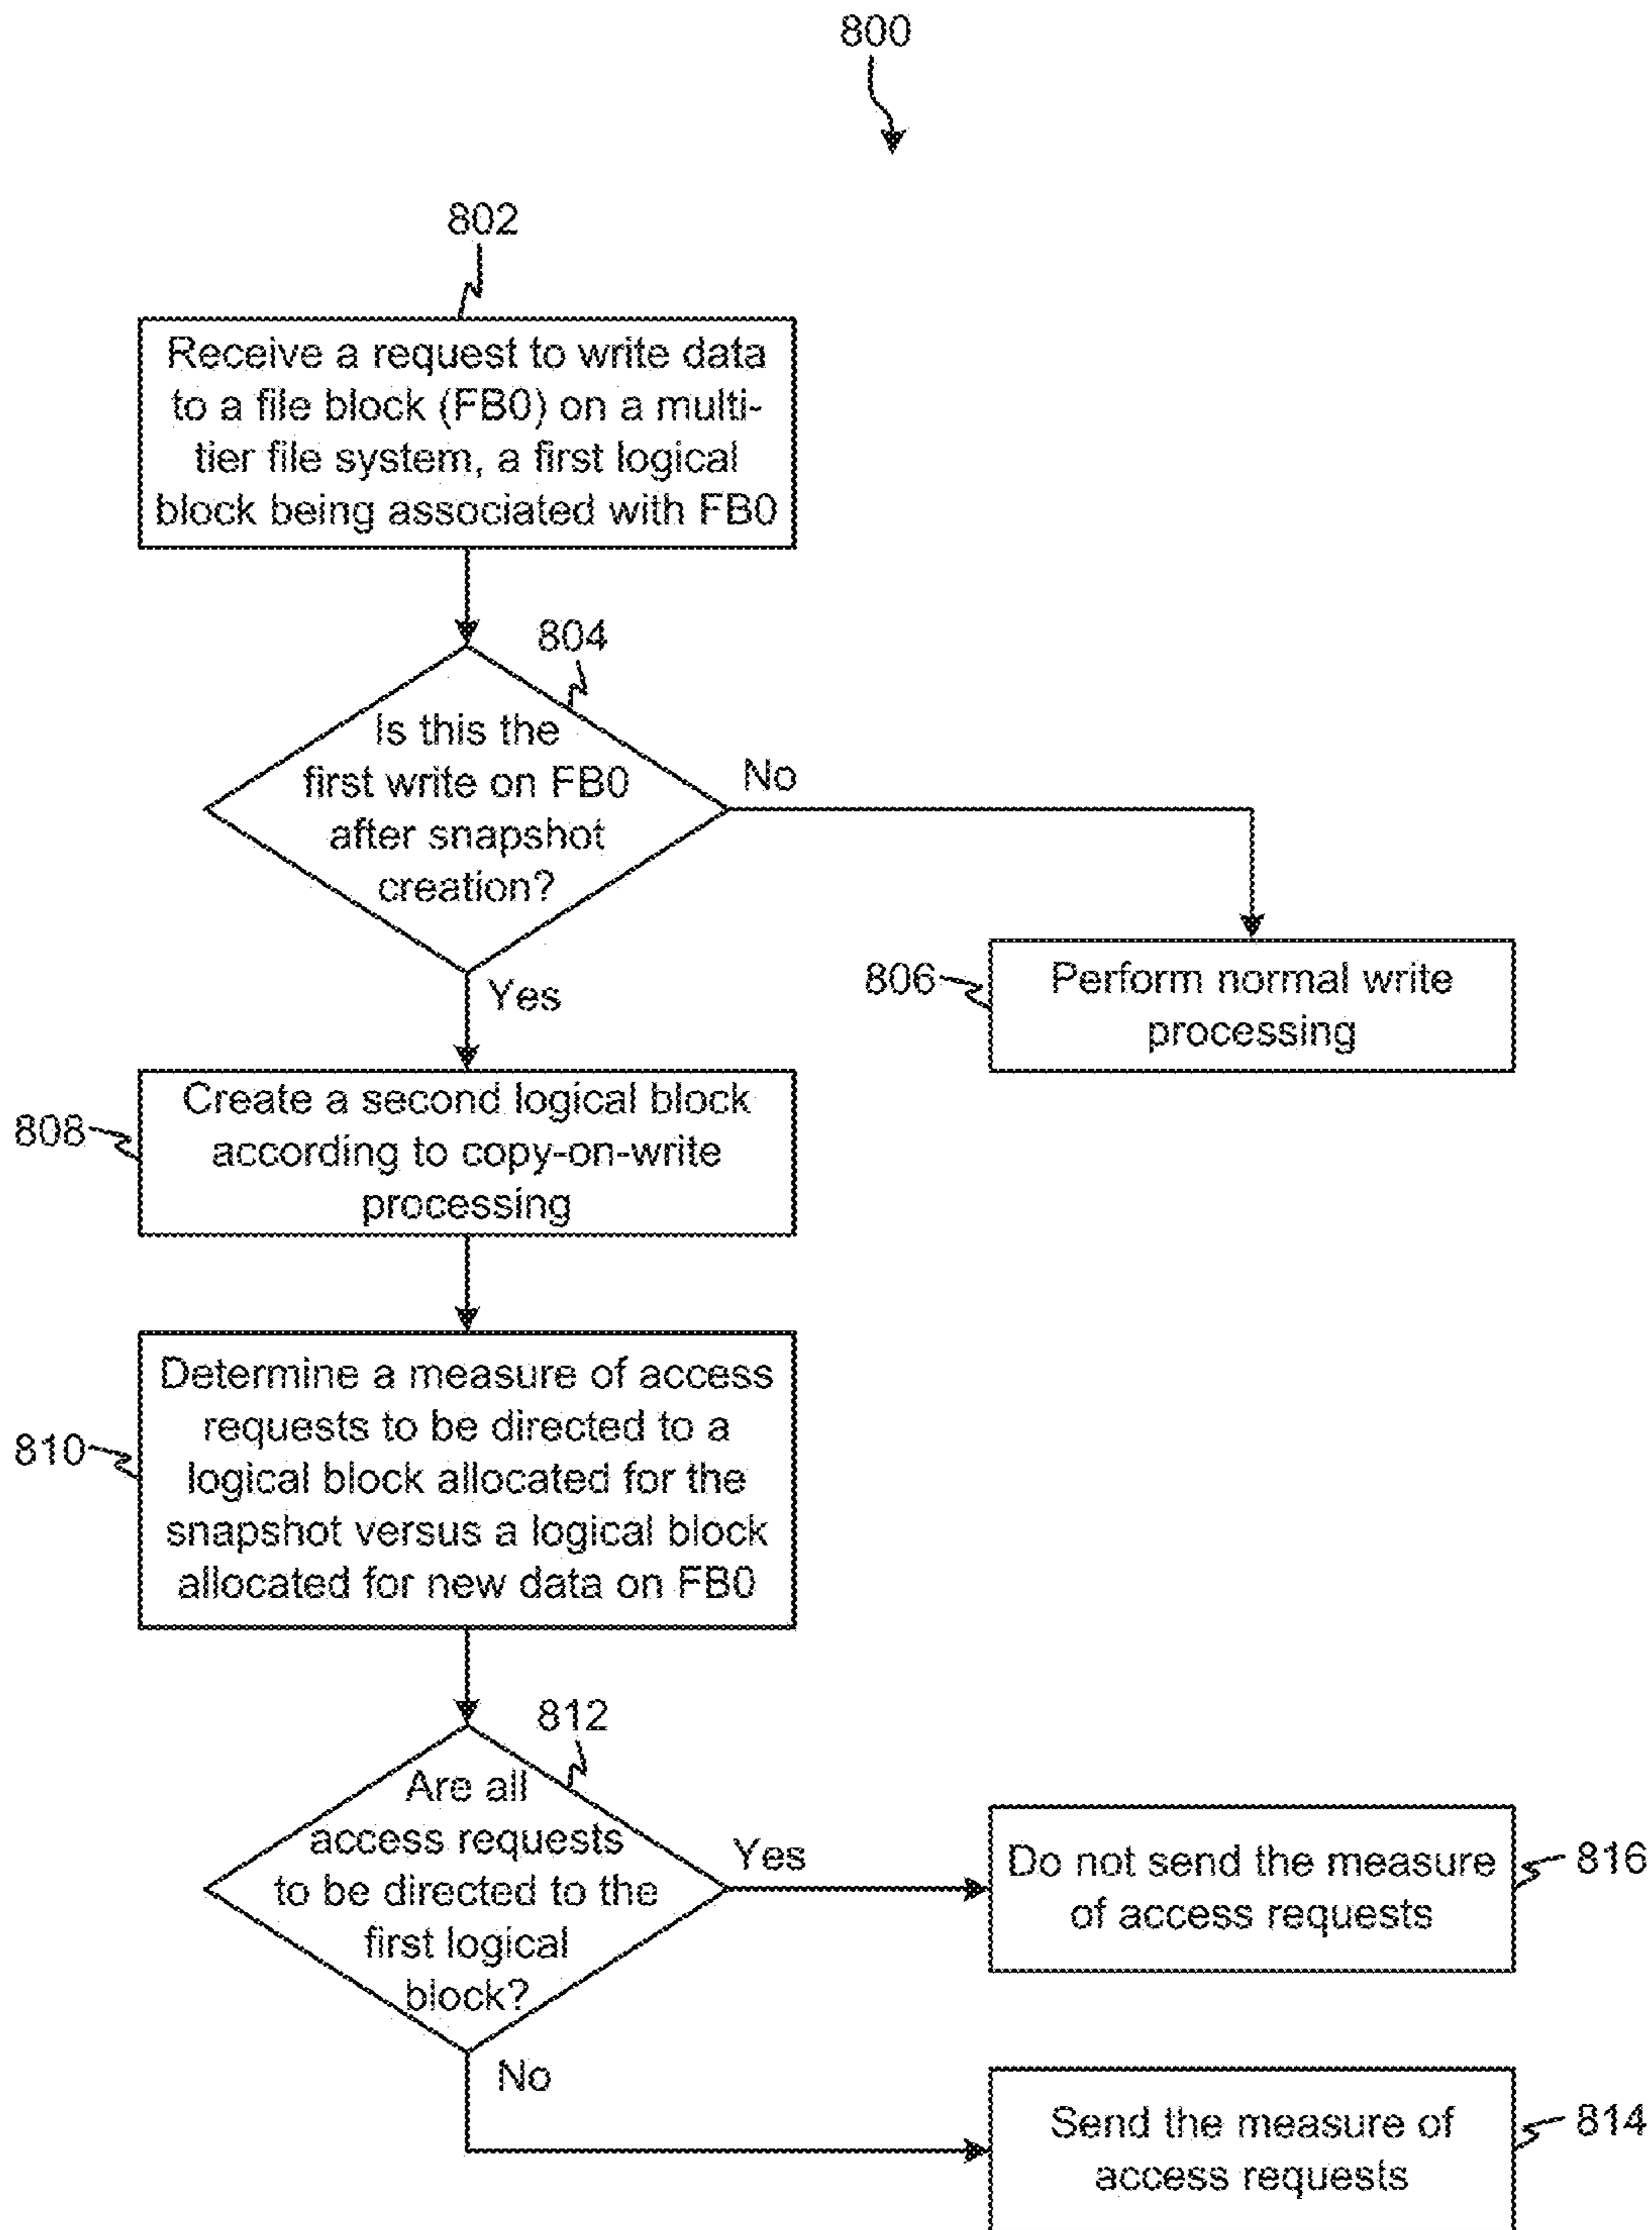 800
802
Receive a request to write data
to a file block (FB0) on a multi-
tier file system, a first logical
block being associated with FB0
804
Is this the
first write on FB0
after snapshot
creation?
No
806
Perform normal write
processing
Yes
808
Create a second logical block
according to copy-on-write
processing
810
Determine a measure of access
requests to be directed to a
logical block allocated for the
snapshot versus a logical block
allocated for new data on FB0
812
Are all
access requests
to be directed to the
first logical
block?
Yes
Do not send the measure
of access requests
816
No
Send the measure of
access requests
814